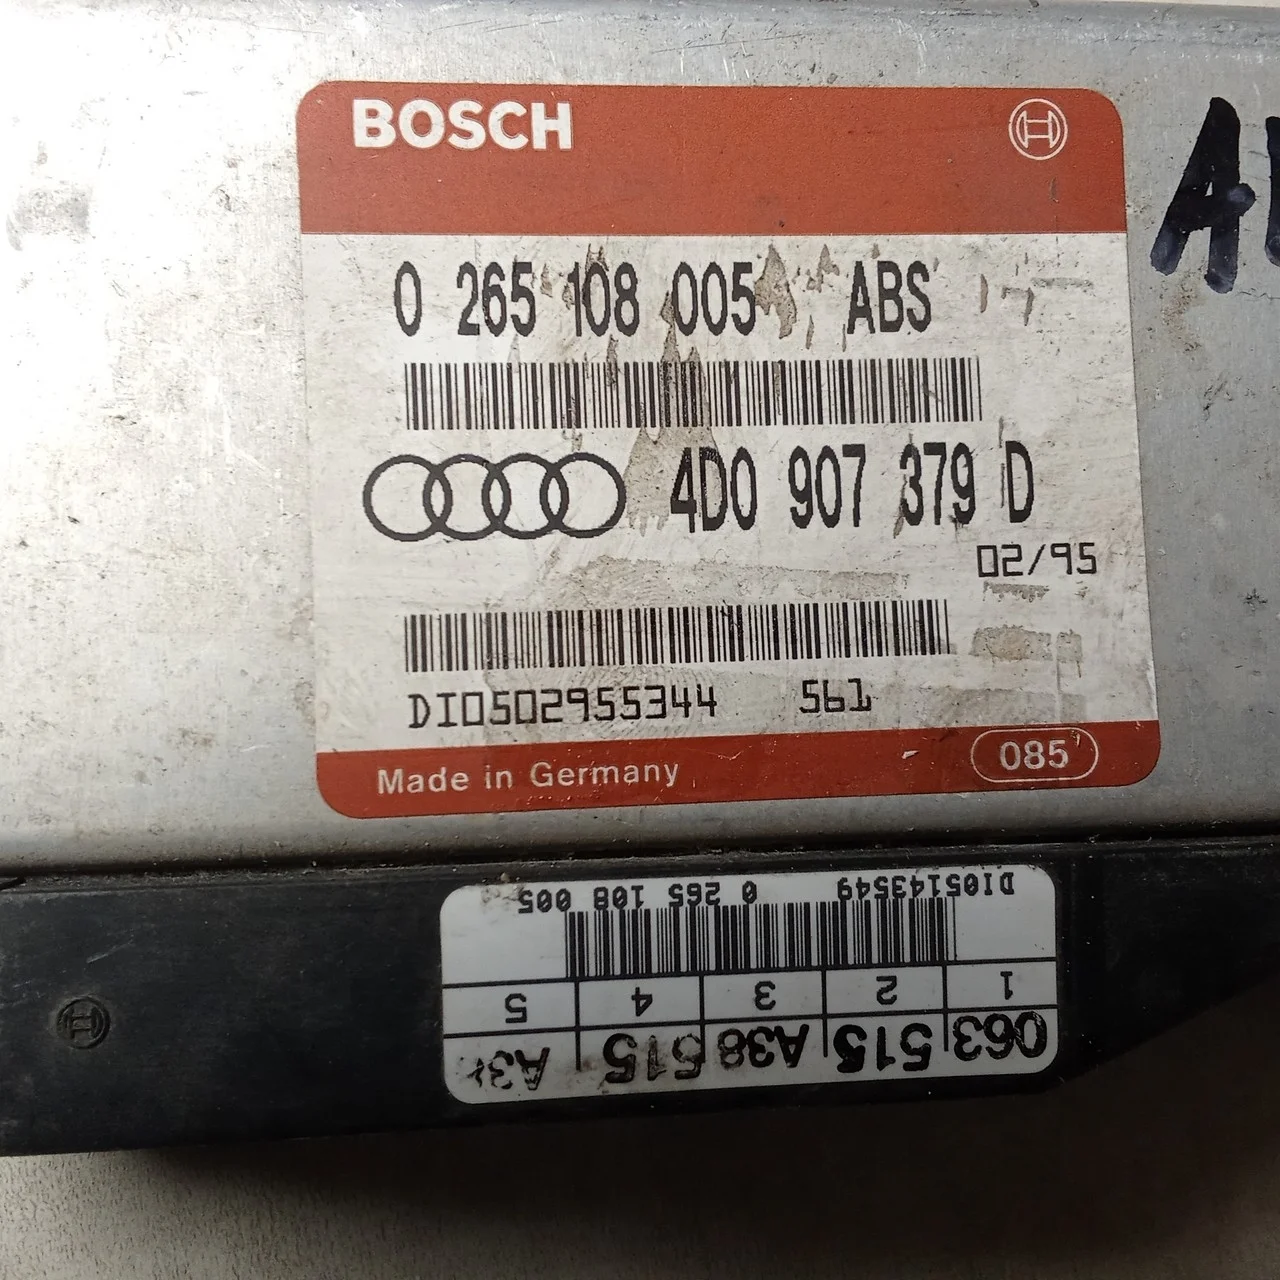 BOSCH
0 265 108 005 ABS
4D0 907 379 D
02/95
DI0502955344 561
Made in Germany 085
DI05143549 0 265 108 005
1 2 3 4 5
063 515 A38 515